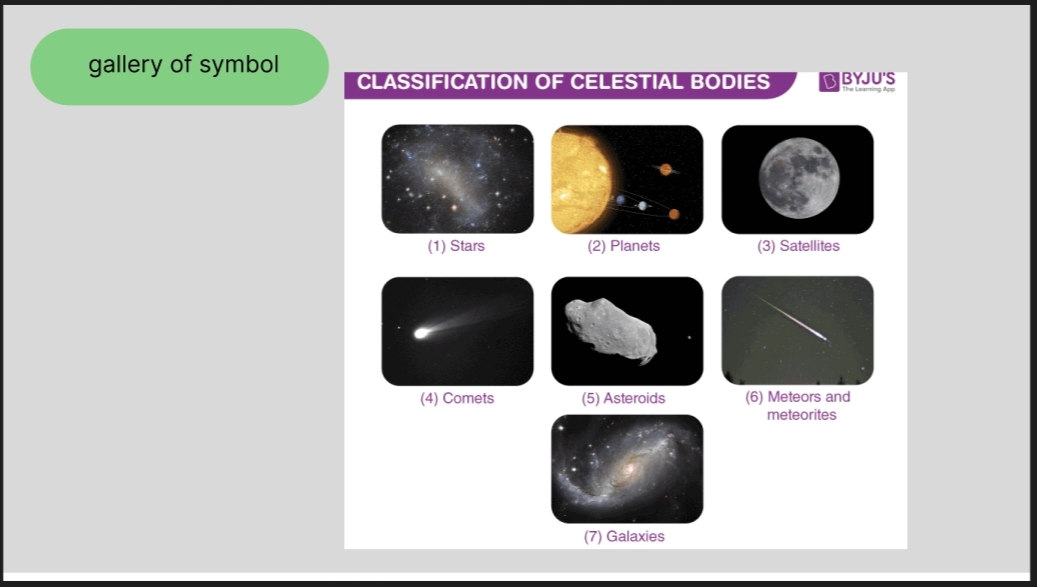 gallery of symbol
CLASSIFICATION OF CELESTIAL BODIES
BYJU'S
The Learning App
(1) Stars
(2) Planets
(3) Satellites
(4) Comets
(5) Asteroids
(6) Meteors and
meteorites
(7) Galaxies